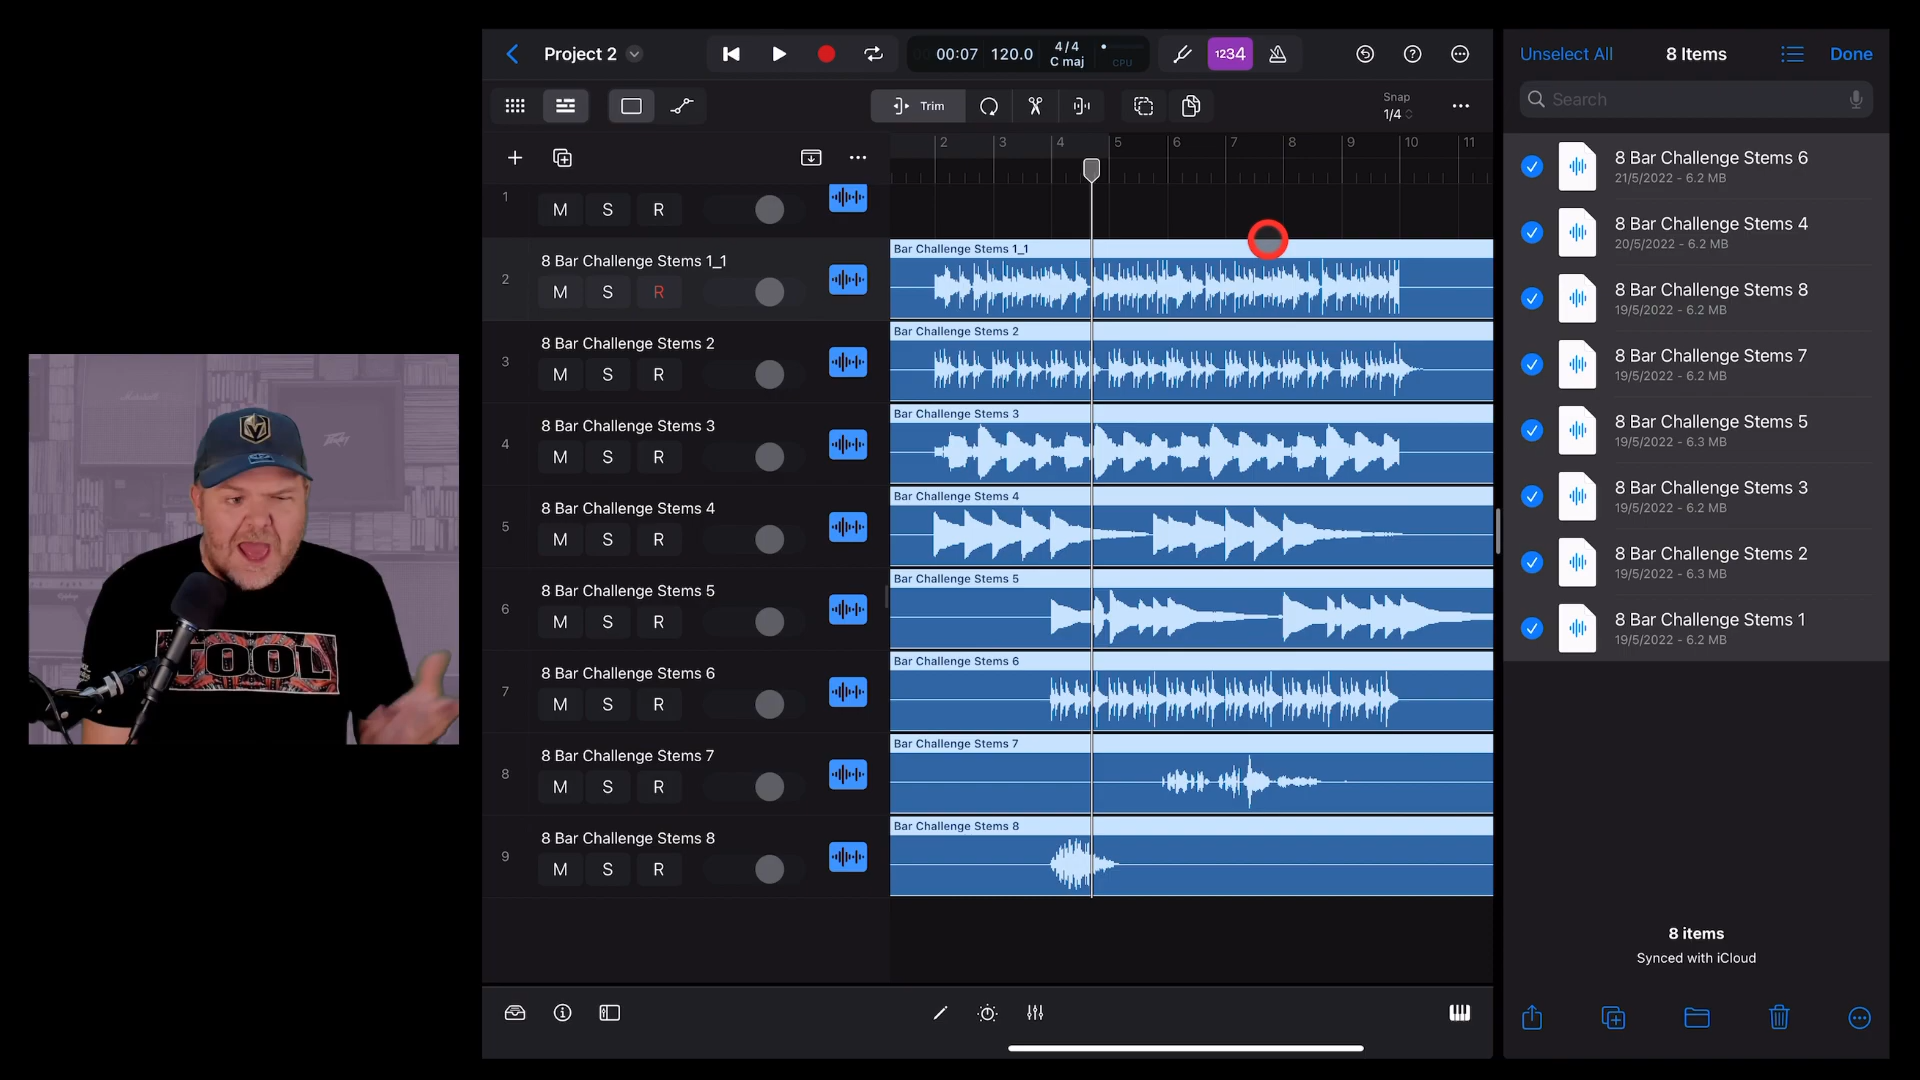 Project 2
00:07
120.0
4/4
C maj
CPU
1234
Unselect All
8 Items
Done
Trim
Snap
1/4
Search
2 3 4 5 6 7 8 9 10 11
1
M S R
2
8 Bar Challenge Stems 1_1
M S R
3
8 Bar Challenge Stems 2
M S R
4
8 Bar Challenge Stems 3
M S R
5
8 Bar Challenge Stems 4
M S R
6
8 Bar Challenge Stems 5
M S R
7
8 Bar Challenge Stems 6
M S R
8
8 Bar Challenge Stems 7
M S R
9
8 Bar Challenge Stems 8
M S R
Bar Challenge Stems 1_1
Bar Challenge Stems 2
Bar Challenge Stems 3
Bar Challenge Stems 4
Bar Challenge Stems 5
Bar Challenge Stems 6
Bar Challenge Stems 7
Bar Challenge Stems 8
8 Bar Challenge Stems 6
21/5/2022 - 6.2 MB
8 Bar Challenge Stems 4
20/5/2022 - 6.2 MB
8 Bar Challenge Stems 8
19/5/2022 - 6.2 MB
8 Bar Challenge Stems 7
19/5/2022 - 6.2 MB
8 Bar Challenge Stems 5
19/5/2022 - 6.3 MB
8 Bar Challenge Stems 3
19/5/2022 - 6.2 MB
8 Bar Challenge Stems 2
19/5/2022 - 6.3 MB
8 Bar Challenge Stems 1
19/5/2022 - 6.2 MB
8 items
Synced with iCloud
Marshall
Peavey
TOOL